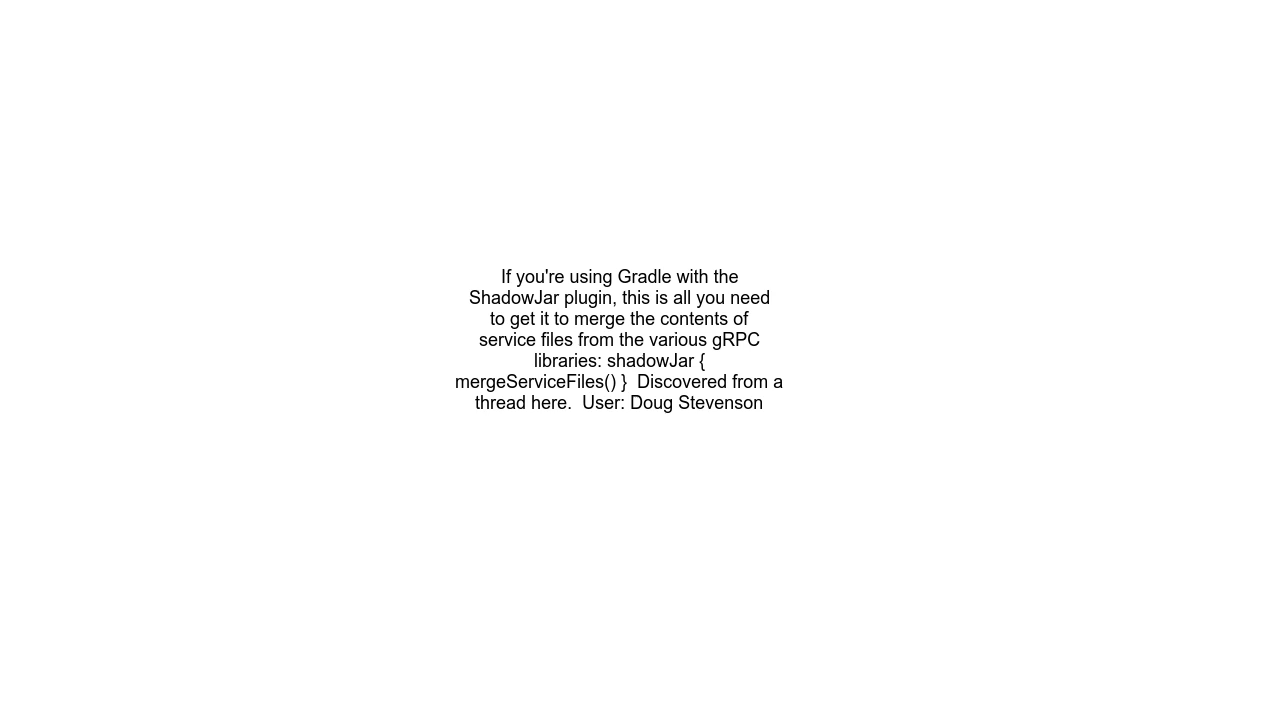 If you're using Gradle with the
ShadowJar plugin, this is all you need
to get it to merge the contents of
service files from the various gRPC
libraries: shadowJar {
mergeServiceFiles() }  Discovered from a
thread here.  User: Doug Stevenson